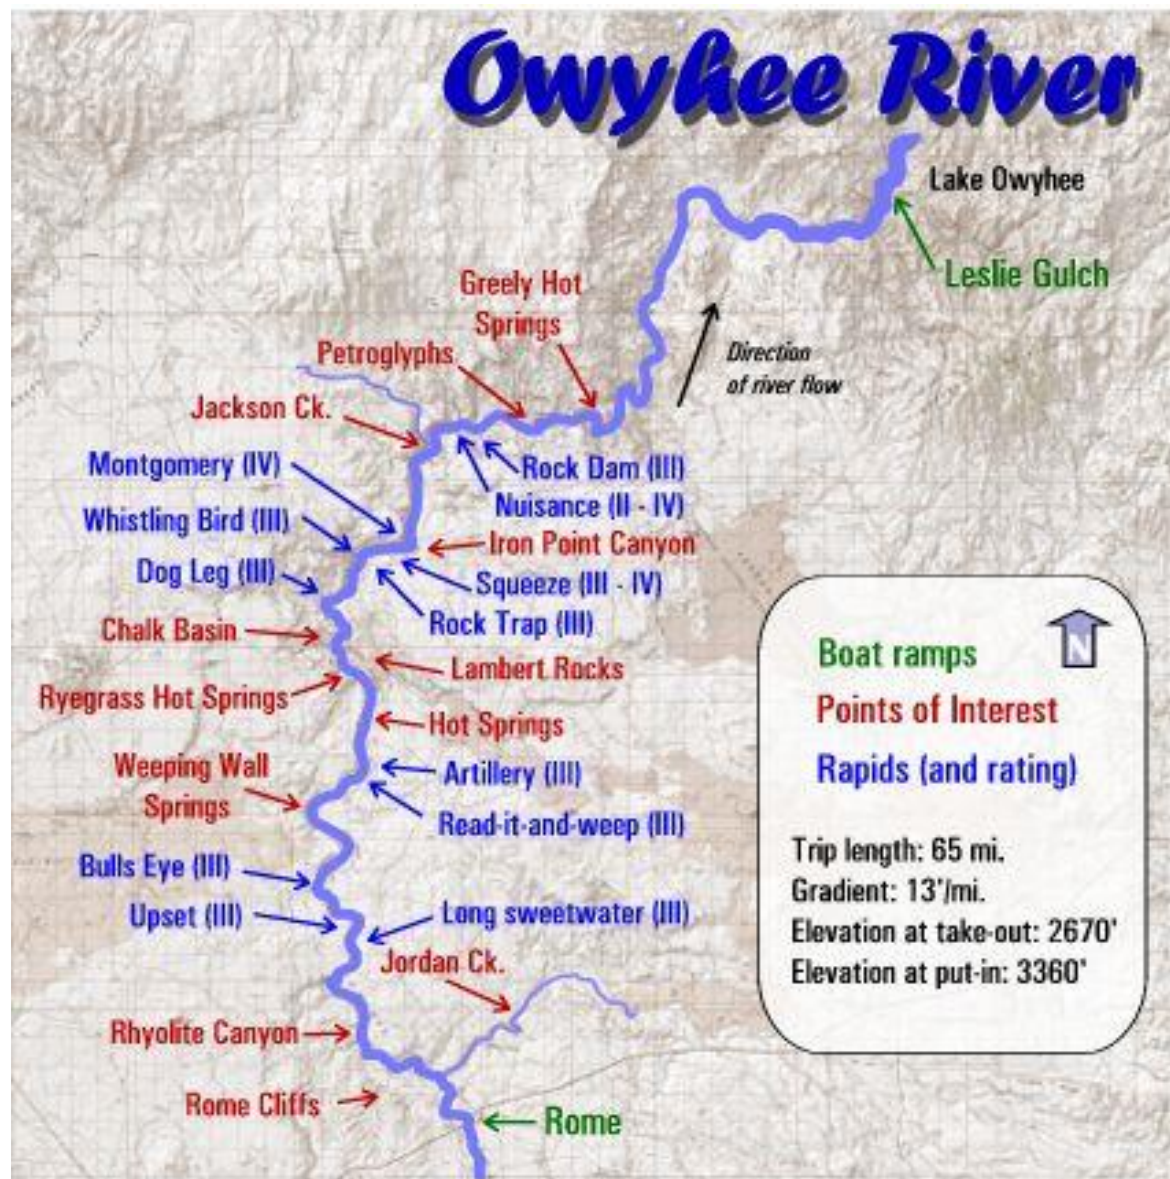 Owyhee River
Lake Owyhee
Leslie Gulch
Greely Hot
Springs
Direction
of river flow
Petroglyphs
Jackson Ck.
Montgomery (IV)
Rock Dam (III)
Nuisance (II - IV)
Whistling Bird (III)
Iron Point Canyon
Dog Leg (III)
Squeeze (III - IV)
Rock Trap (III)
Chalk Basin
Lambert Rocks
Ryegrass Hot Springs
Hot Springs
Weeping Wall
Springs
Artillery (III)
Read-it-and-weep (III)
Bulls Eye (III)
Upset (III)
Long sweetwater (III)
Jordan Ck.
Rhyolite Canyon
Rome Cliffs
Rome
N
Boat ramps
Points of Interest
Rapids (and rating)
Trip length: 65 mi.
Gradient: 13'/mi.
Elevation at take-out: 2670'
Elevation at put-in: 3360'